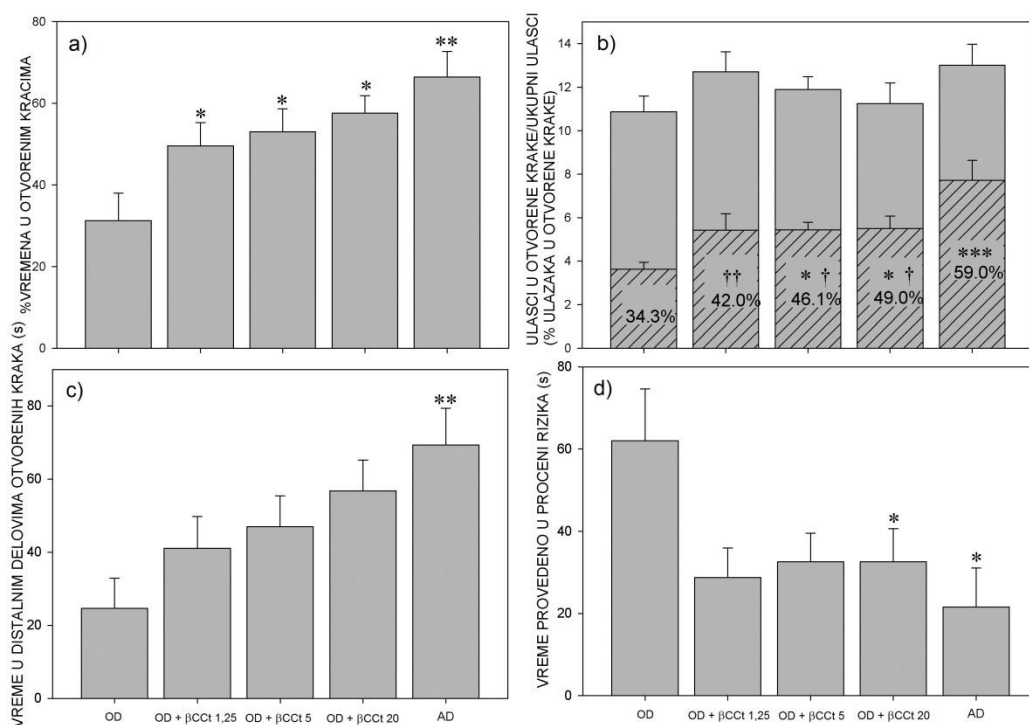 a)
%VREMENA U OTVORENIM KRACIMA
80
60
40
20
0
*
*
*
**
b)
ULASCI U OTVORENE KRAKE/UKUPNI ULASCI
(% ULAZAKA U OTVORENE KRAKE)
14
12
10
8
6
4
2
0
34.3%
††
42.0%
* †
46.1%
* †
49.0%
***
59.0%
c)
VREME U DISTALNIM DELOVIMA OTVORENIH KRAKA (s)
80
60
40
20
0
**
OD
OD + βCCt 1,25
OD + βCCt 5
OD + βCCt 20
AD
d)
VREME PROVEDENO U PROCENI RIZIKA (s)
80
60
40
20
0
*
*
OD
OD + βCCt 1,25
OD + βCCt 5
OD + βCCt 20
AD